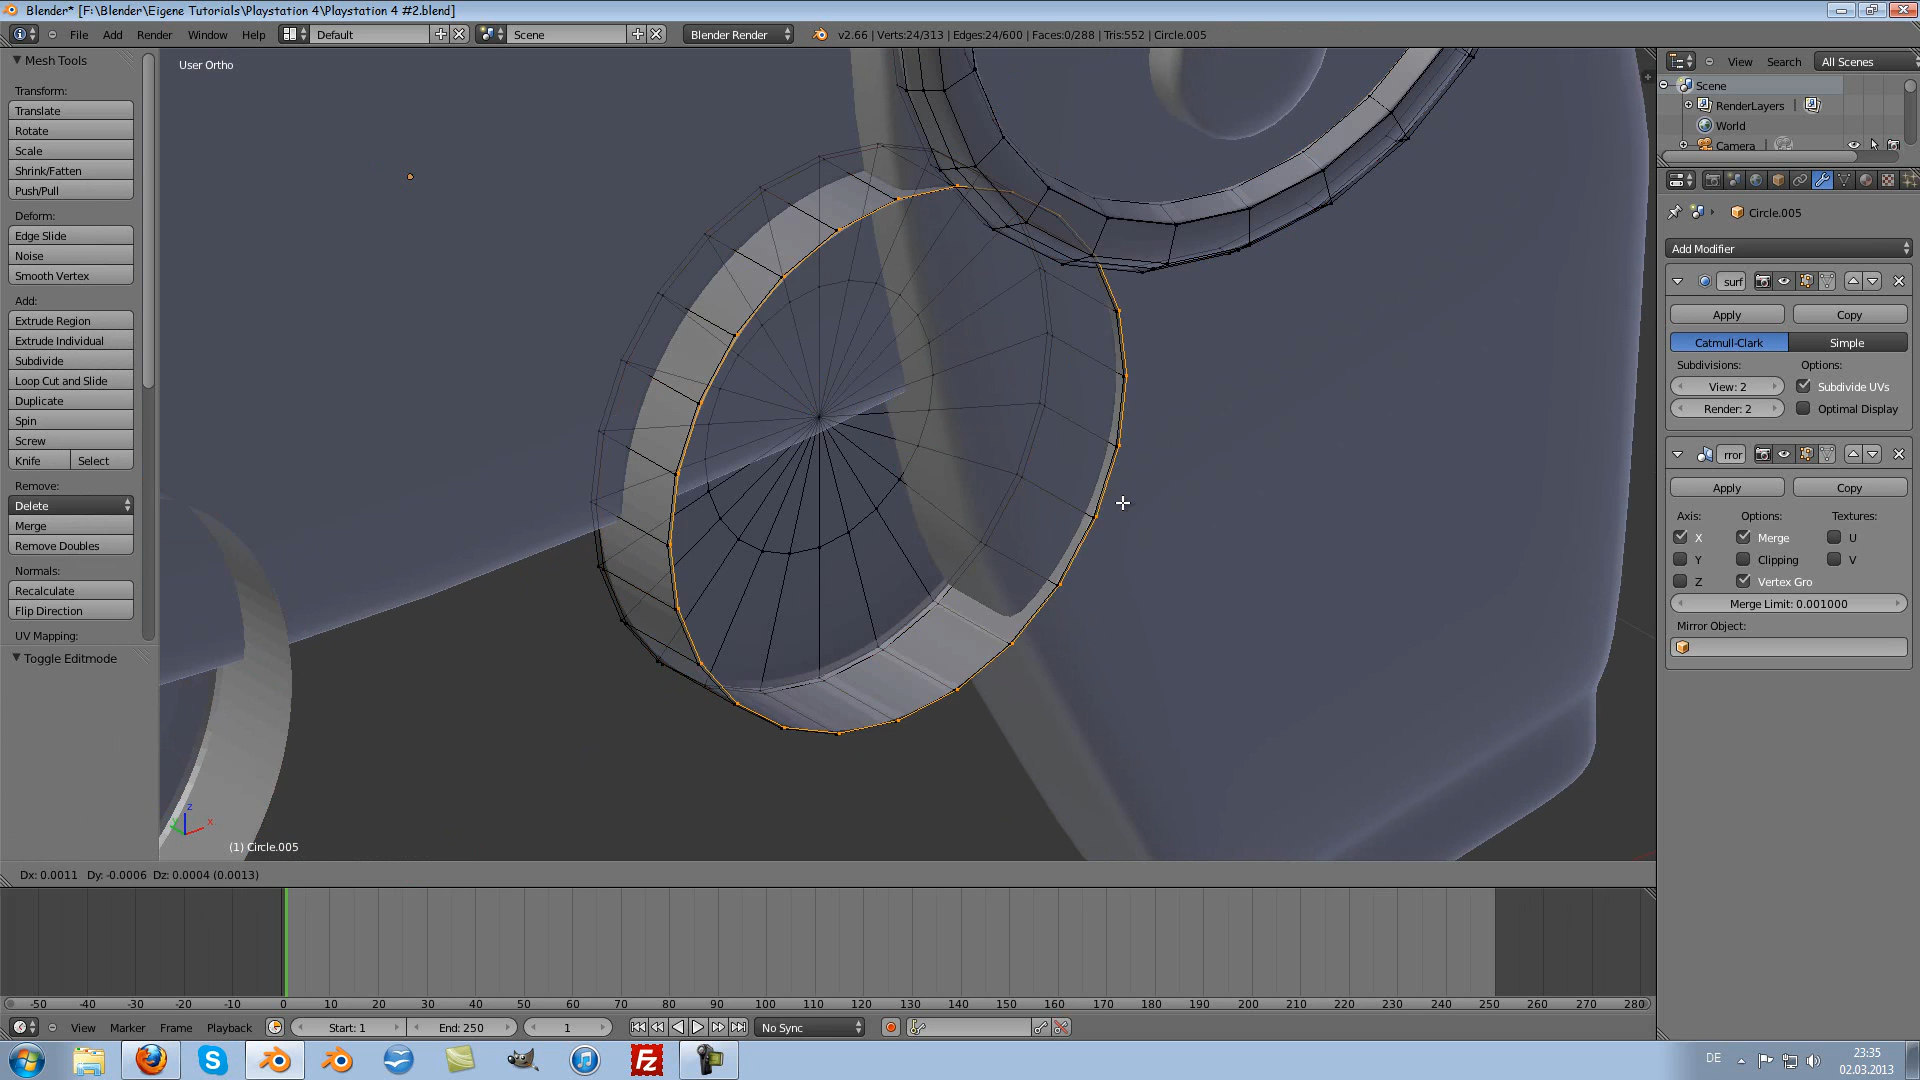 Blender* [F:\Blender\Eigene Tutorials\Playstation 4\Playstation 4 #2.blend]
File Add Render Window Help Default Scene Blender Render v2.66 | Verts:24/313 | Edges:24/600 | Faces:0/288 | Tris:552 | Circle.005
Mesh Tools
Transform:
Translate
Rotate
Scale
Shrink/Fatten
Push/Pull
Deform:
Edge Slide
Noise
Smooth Vertex
Add:
Extrude Region
Extrude Individual
Subdivide
Loop Cut and Slide
Duplicate
Spin
Screw
Knife Select
Remove:
Delete
Merge
Remove Doubles
Normals:
Recalculate
Flip Direction
UV Mapping:
Toggle Editmode
User Ortho
z
x
(1) Circle.005
Dx: 0.0011 Dy: -0.0006 Dz: 0.0004 (0.0013)
View Search All Scenes
Scene
RenderLayers
World
Camera
Circle.005
Add Modifier
surf
Apply Copy
Catmull-Clark Simple
Subdivisions: Options:
View: 2 Subdivide UVs
Render: 2 Optimal Display
rror
Apply Copy
Axis: Options: Textures:
X Merge U
Y Clipping V
Z Vertex Gro
Merge Limit: 0.001000
Mirror Object:
-50 -40 -30 -20 -10 0 10 20 30 40 50 60 70 80 90 100 110 120 130 140 150 160 170 180 190 200 210 220 230 240 250 260 270 280
View Marker Frame Playback Start: 1 End: 250 1 No Sync
Fz
DE
23:35
02.03.2013